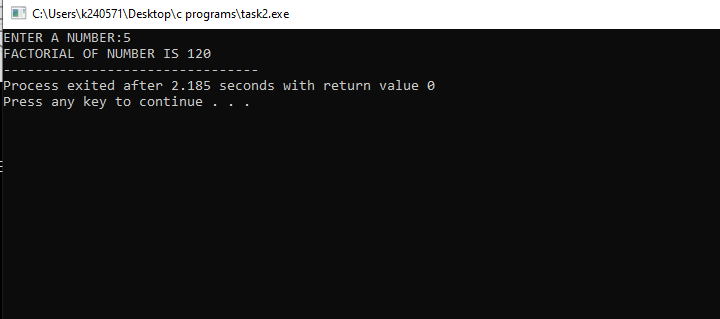 C:\Users\k240571\Desktop\c programs\task2.exe
ENTER A NUMBER:5
FACTORIAL OF NUMBER IS 120
--------------------------------
Process exited after 2.185 seconds with return value 0
Press any key to continue . . .